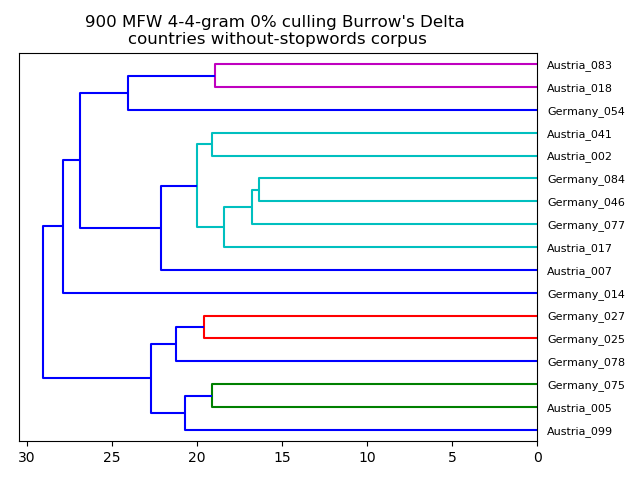 900 MFW 4-4-gram 0% culling Burrow's Delta
countries without-stopwords corpus
Austria_083
Austria_018
Germany_054
Austria_041
Austria_002
Germany_084
Germany_046
Germany_077
Austria_017
Austria_007
Germany_014
Germany_027
Germany_025
Germany_078
Germany_075
Austria_005
Austria_099
30 25 20 15 10 5 0